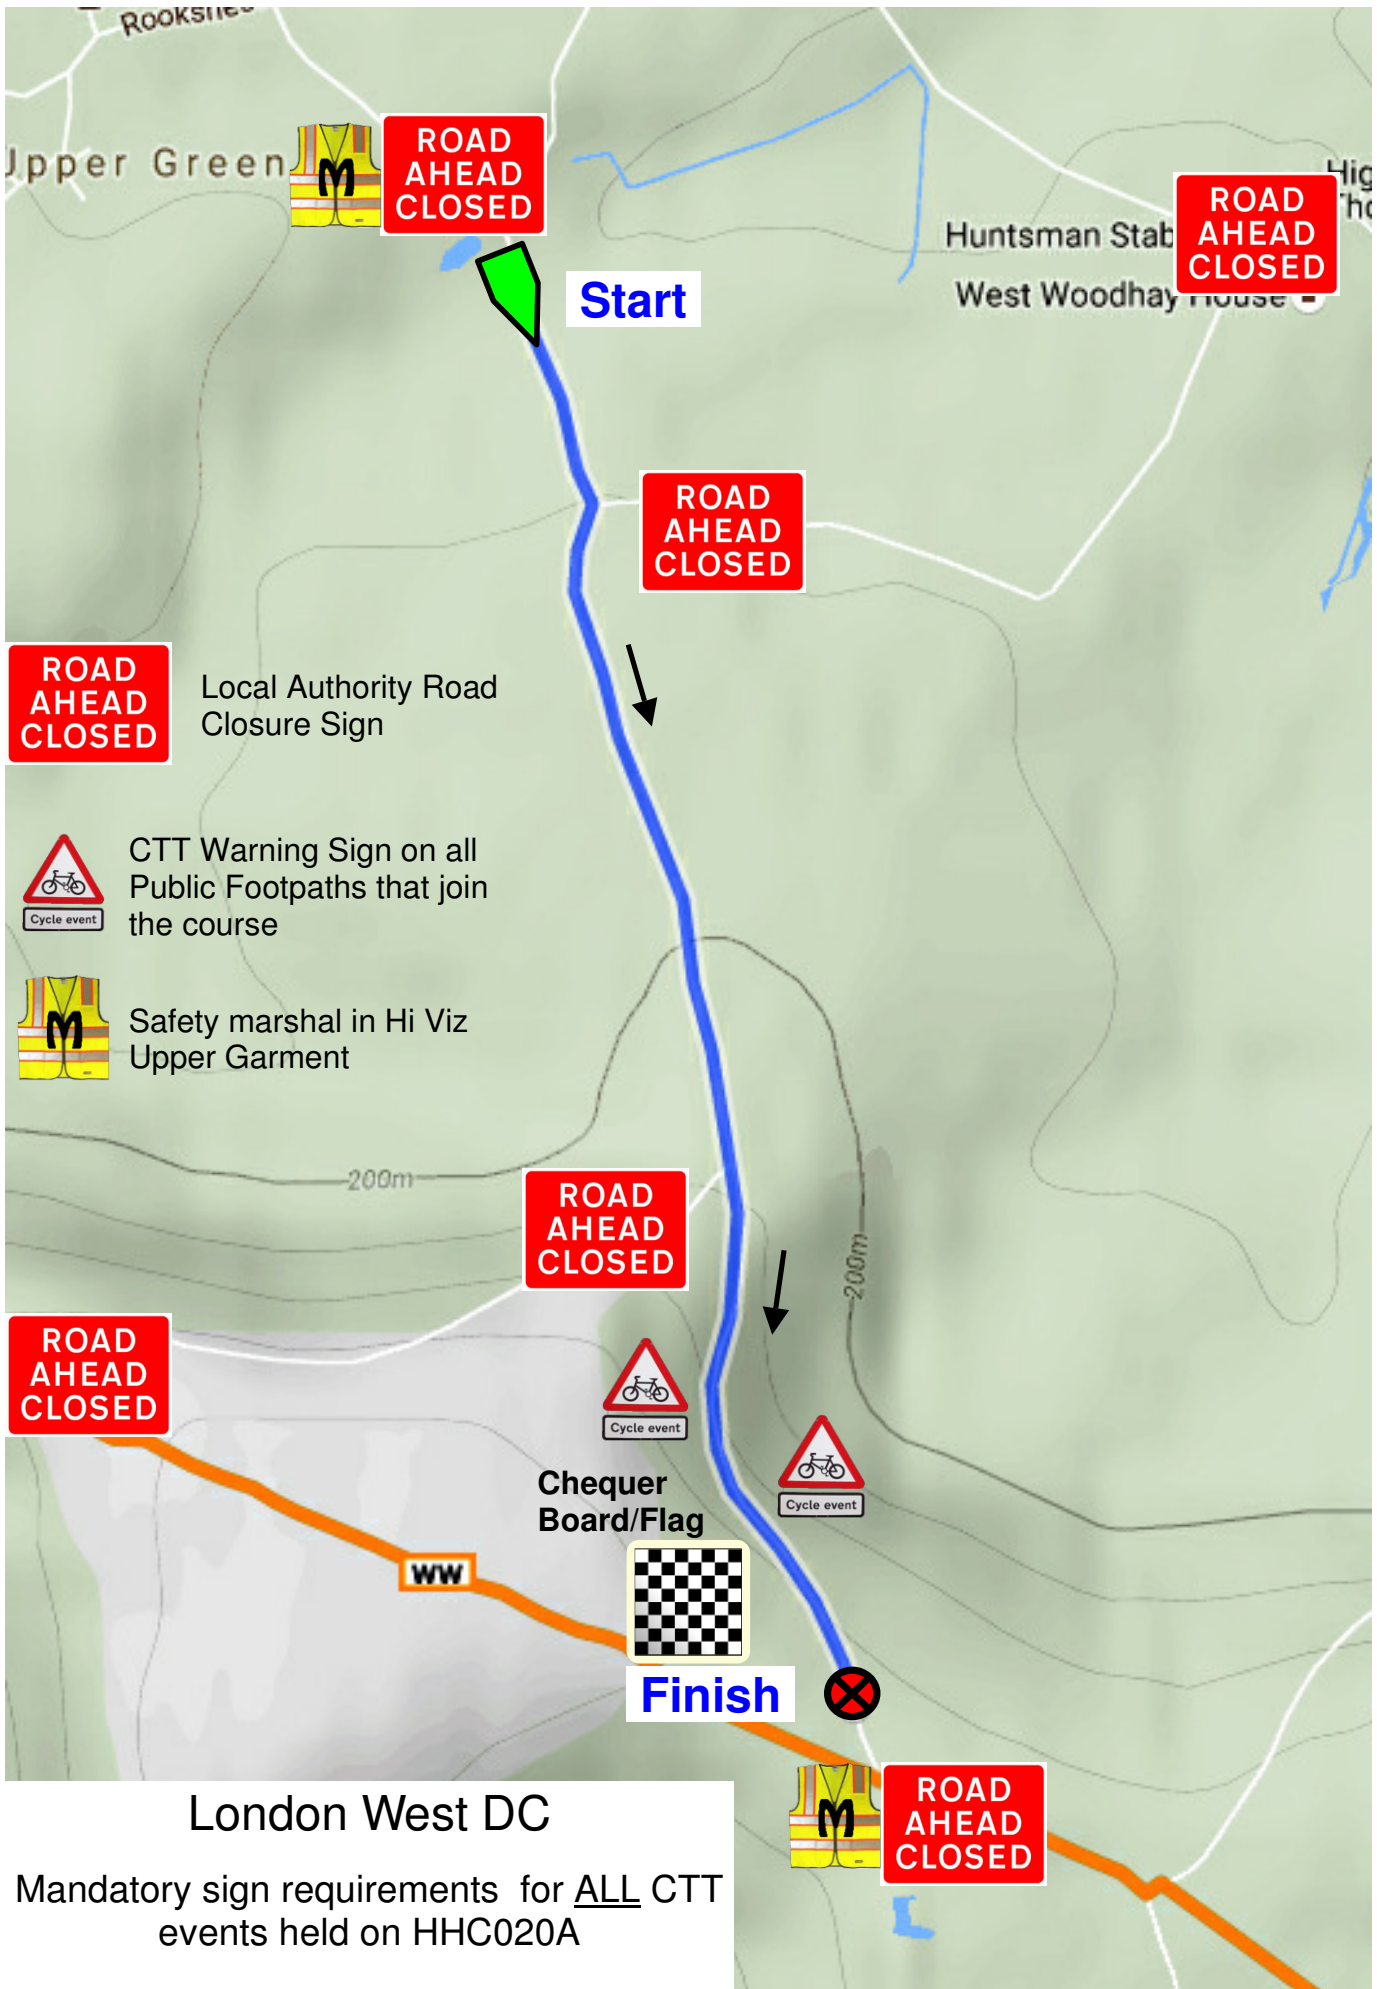 Rookshes
Upper Green
M
ROAD
AHEAD
CLOSED
Hig
Tho
ROAD
AHEAD
CLOSED
Huntsman Stab
West Woodhay House
Start
ROAD
AHEAD
CLOSED
ROAD
AHEAD
CLOSED
Local Authority Road
Closure Sign
Cycle event
CTT Warning Sign on all
Public Footpaths that join
the course
M
Safety marshal in Hi Viz
Upper Garment
200m
ROAD
AHEAD
CLOSED
200m
ROAD
AHEAD
CLOSED
Cycle event
Cycle event
Chequer
Board/Flag
WW
Finish
M
ROAD
AHEAD
CLOSED
London West DC
Mandatory sign requirements for ALL CTT
events held on HHC020A